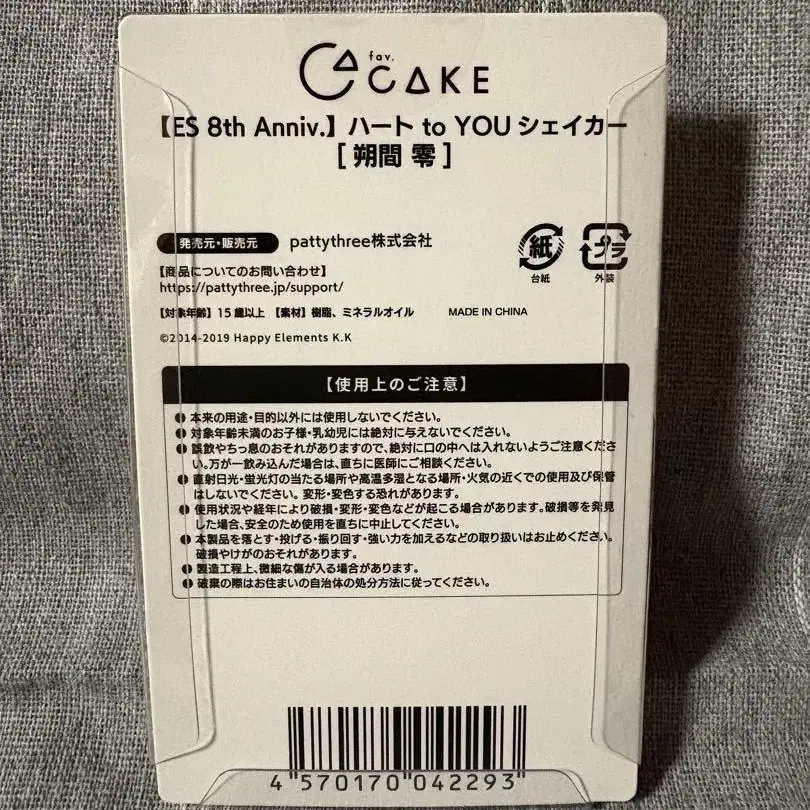 fav.
CAKE
【ES 8th Anniv.】ハート to YOU シェイカー
[ 朔間 零 ]
発売元・販売元 pattythree株式会社
紙
プラ
台紙
外装
【商品についてのお問い合わせ】
https://pattythree.jp/support/
【対象年齢】15歳以上 【素材】樹脂、ミネラルオイル MADE IN CHINA
©2014-2019 Happy Elements K.K
【使用上のご注意】
● 本来の用途・目的以外には使用しないでください。
● 対象年齢未満のお子様・乳幼児には絶対に与えないでください。
● 誤飲やちっ息のおそれがありますので、絶対に口の中へは入れないようご注意くださ
い。万が一飲み込んだ場合は、直ちに医師にご相談ください。
● 直射日光・蛍光灯の当たる場所や高温多湿となる場所・火気の近くでの使用及び保管
はしないでください。変形・変色する恐れがあります。
● 使用状況や経年により破損・変形・変色などが起こる場合があります。破損等を発見
した場合、安全のため使用を直ちに中止してください。
● 本製品を落とす・投げる・振り回す・強い力を加えるなどの取り扱いはお止めください。
破損やけがのおそれがあります。
● 製造工程上、微細な傷が入る場合があります。
● 破棄の際はお住まいの自治体の処分方法に従ってください。
4 570170 042293